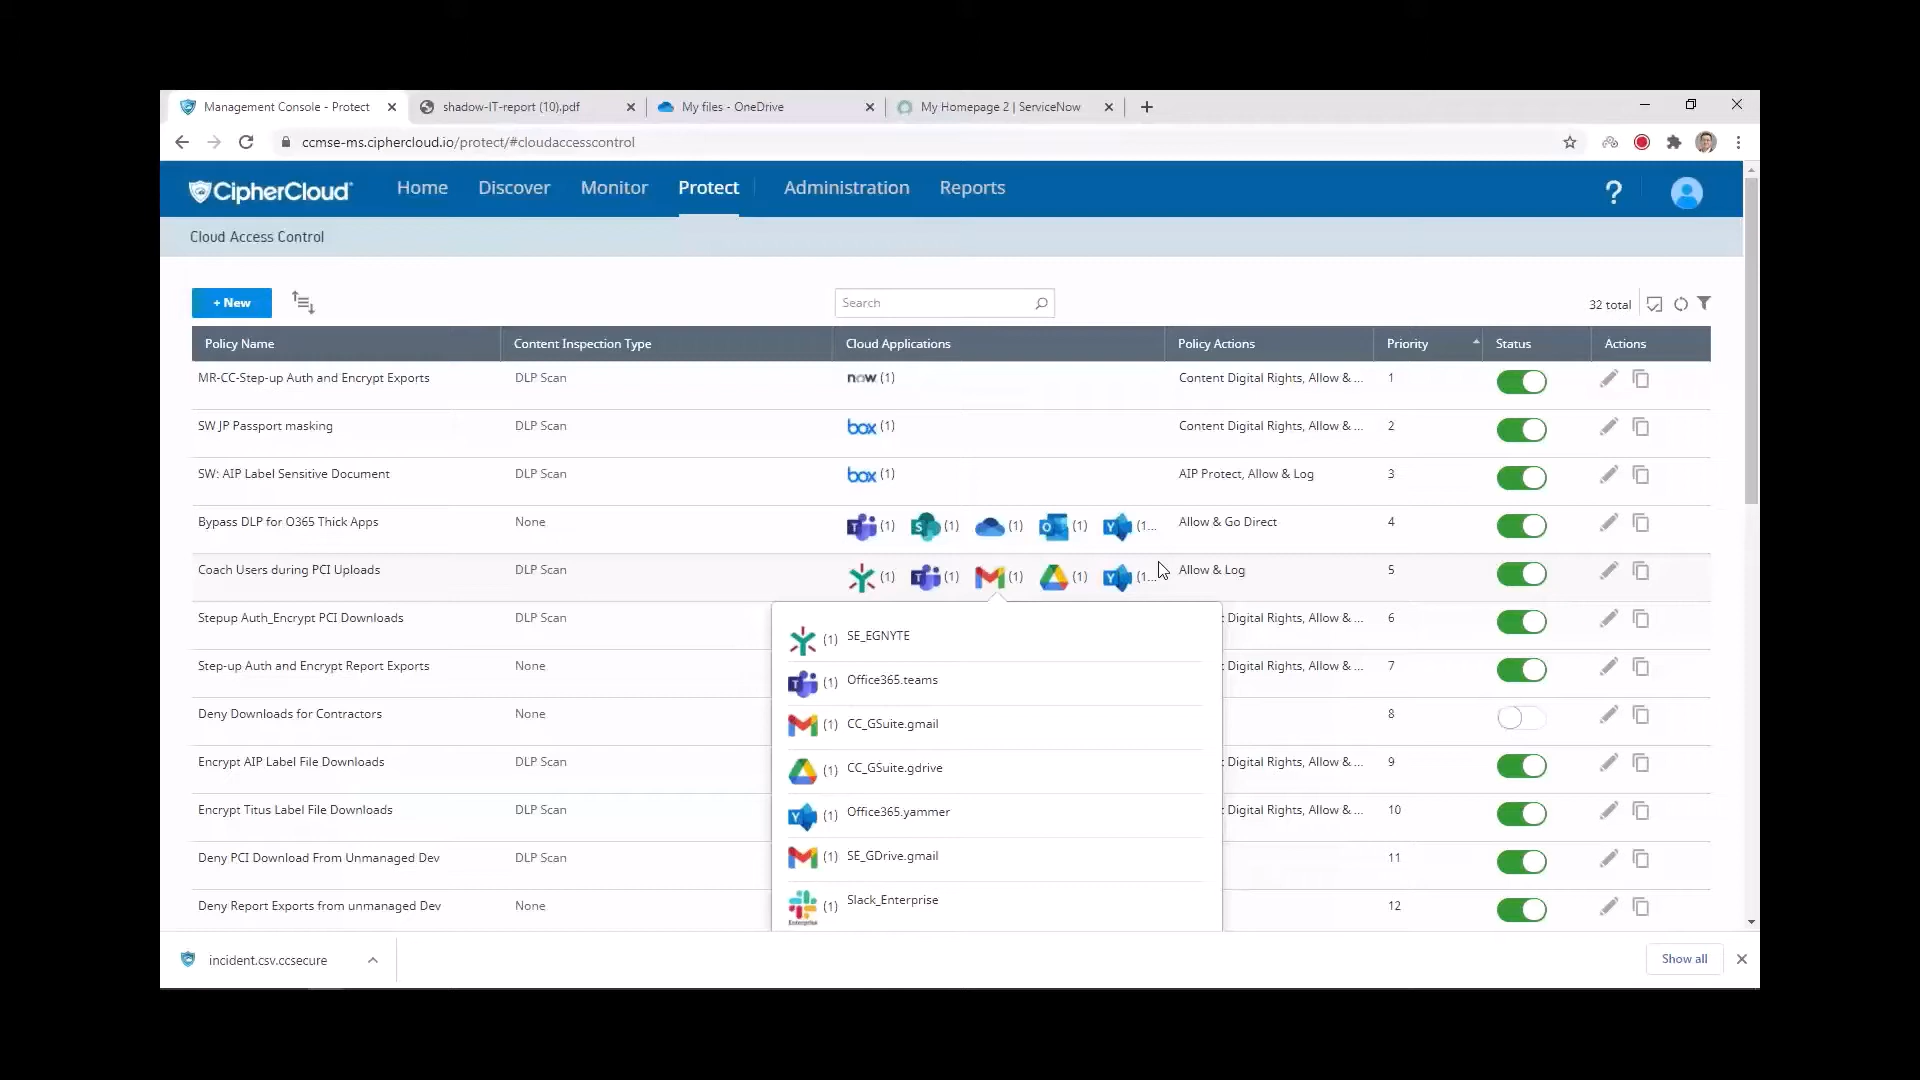 Management Console - Protect
shadow-IT-report (10).pdf
My files - OneDrive
My Homepage 2 | ServiceNow
ccmse-ms.ciphercloud.io/protect/#cloudaccesscontrol
CipherCloud
Home
Discover
Monitor
Protect
Administration
Reports
?
Cloud Access Control
+ New
Search
32 total
Policy Name Content Inspection Type Cloud Applications Policy Actions Priority Status Actions
MR-CC-Step-up Auth and Encrypt Exports DLP Scan now (1) Content Digital Rights, Allow & ... 1
SW JP Passport masking DLP Scan box (1) Content Digital Rights, Allow & ... 2
SW: AIP Label Sensitive Document DLP Scan box (1) AIP Protect, Allow & Log 3
Bypass DLP for O365 Thick Apps None (1) (1) (1) (1) (1... Allow & Go Direct 4
Coach Users during PCI Uploads DLP Scan (1) (1) (1) (1) (1... Allow & Log 5
Stepup Auth_Encrypt PCI Downloads DLP Scan : Digital Rights, Allow & ... 6
Step-up Auth and Encrypt Report Exports None : Digital Rights, Allow & ... 7
Deny Downloads for Contractors None 8
Encrypt AIP Label File Downloads DLP Scan : Digital Rights, Allow & ... 9
Encrypt Titus Label File Downloads DLP Scan : Digital Rights, Allow & ... 10
Deny PCI Download From Unmanaged Dev DLP Scan 11
Deny Report Exports from unmanaged Dev None 12
(1) SE_EGNYTE
(1) Office365.teams
(1) CC_GSuite.gmail
(1) CC_GSuite.gdrive
(1) Office365.yammer
(1) SE_GDrive.gmail
(1) Slack_Enterprise
Enterprise
incident.csv.ccsecure
Show all